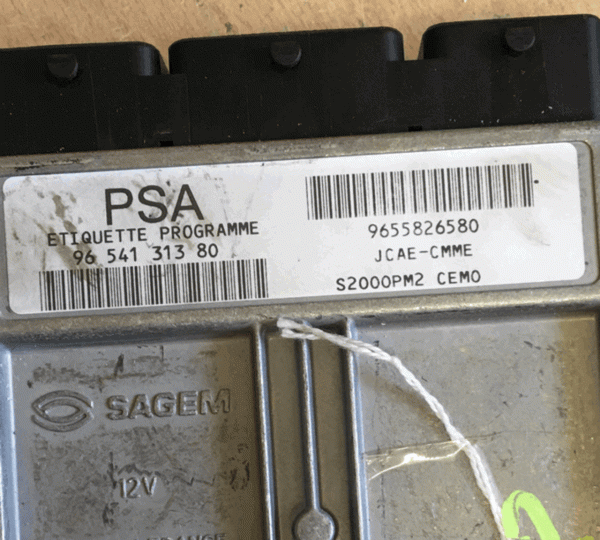 PSA
ETIQUETTE PROGRAMME
96 541 313 80
9655826580
JCAE-CMME
S2000PM2 CEMO
SAGEM
12V